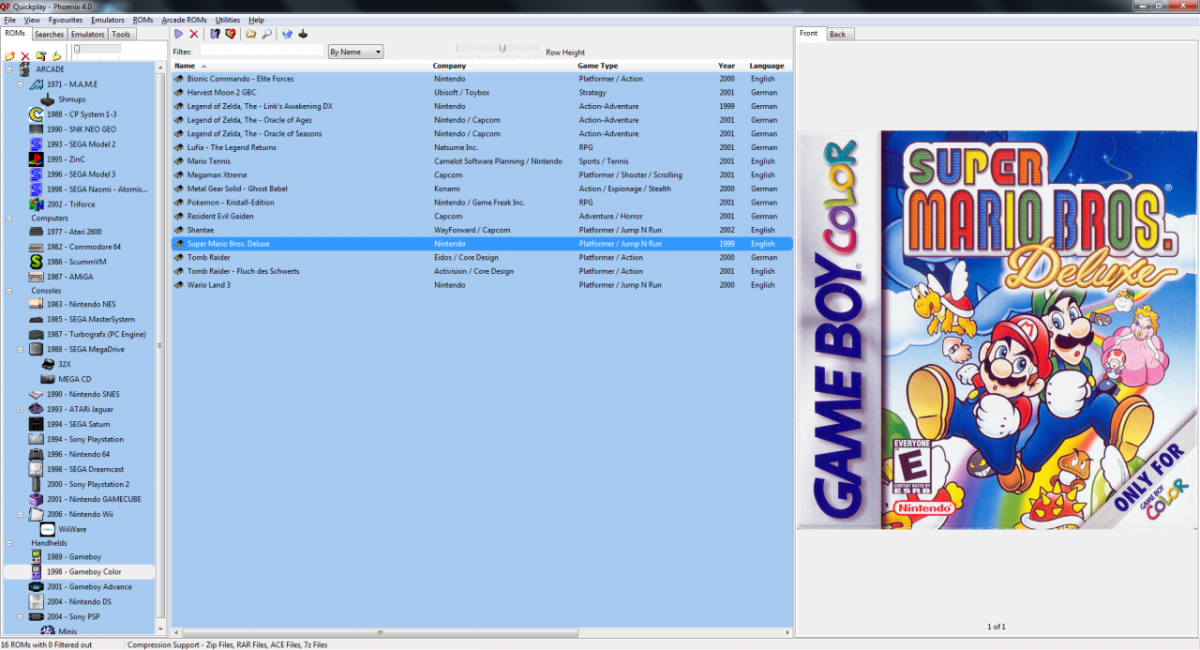 Quickplay - Phoenix 4.0
File View Favourites Emulators ROMs Arcade ROMs Utilities Help
ROMs Searches Emulators Tools
Filter: By Name Row Height
ARCADE
1971 - M.A.M.E
Shmups
1988 - CP System 1-3
1990 - SNK NEO GEO
1993 - SEGA Model 2
1995 - ZinC
1996 - SEGA Model 3
1998 - SEGA Naomi - Atomis...
2002 - Triforce
Computers
1977 - Atari 2600
1982 - Commodore 64
1986 - ScummVM
1987 - AMiGA
Consoles
1983 - Nintendo NES
1985 - SEGA MasterSystem
1987 - Turbografx (PC Engine)
1988 - SEGA MegaDrive
32X
MEGA CD
1990 - Nintendo SNES
1993 - ATARi Jaguar
1994 - SEGA Saturn
1994 - Sony Playstation
1996 - Nintendo 64
1998 - SEGA Dreamcast
2000 - Sony Playstation 2
2001 - Nintendo GAMECUBE
2006 - Nintendo Wii
WiiWare
Handhelds
1989 - Gameboy
1998 - Gameboy Color
2001 - Gameboy Advance
2004 - Nintendo DS
2004 - Sony PSP
Minis
Name Company Game Type Year Language
Bionic Commando - Elite Forces Nintendo Platformer / Action 2000 English
Harvest Moon 2 GBC Ubisoft / Toybox Strategy 2001 German
Legend of Zelda, The - Link's Awakening DX Nintendo Action-Adventure 1999 German
Legend of Zelda, The - Oracle of Ages Nintendo / Capcom Action-Adventure 2001 German
Legend of Zelda, The - Oracle of Seasons Nintendo / Capcom Action-Adventure 2001 German
Lufia - The Legend Returns Natsume Inc. RPG 2001 German
Mario Tennis Camelot Software Planning / Nintendo Sports / Tennis 2001 English
Megaman Xtreme Capcom Platformer / Shooter / Scrolling 2001 English
Metal Gear Solid - Ghost Babel Konami Action / Espionage / Stealth 2000 German
Pokemon - Kristall-Edition Nintendo / Game Freak Inc. RPG 2001 German
Resident Evil Gaiden Capcom Adventure / Horror 2001 German
Shantae WayForward / Capcom Platformer / Jump N Run 2002 English
Super Mario Bros. Deluxe Nintendo Platformer / Jump N Run 1999 English
Tomb Raider Eidos / Core Design Platformer / Action 2000 German
Tomb Raider - Fluch des Schwerts Activision / Core Design Platformer / Action 2001 English
Wario Land 3 Nintendo Platformer / Jump N Run 2000 English
Front Back
GAME BOY COLOR
SUPER
MARIO BROS.®
Deluxe
EVERYONE
E
CONTENT RATED BY
ESRB
Nintendo
ONLY FOR
GAME BOY
COLOR
1 of 1
16 ROMs with 0 Filtered out Compression Support - Zip Files, RAR Files, ACE Files, 7z Files